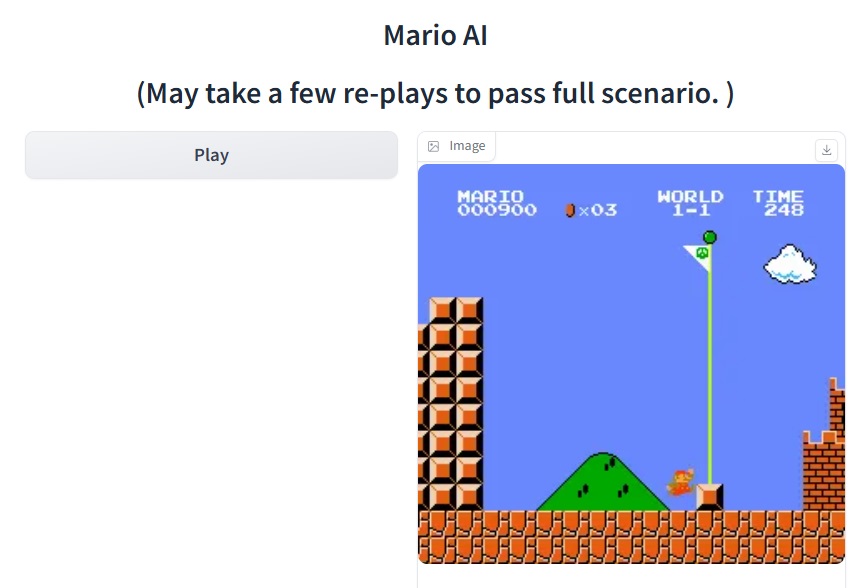 Mario AI
(May take a few re-plays to pass full scenario. )
Play
Image
MARIO WORLD TIME
000900 ×03 1-1 248